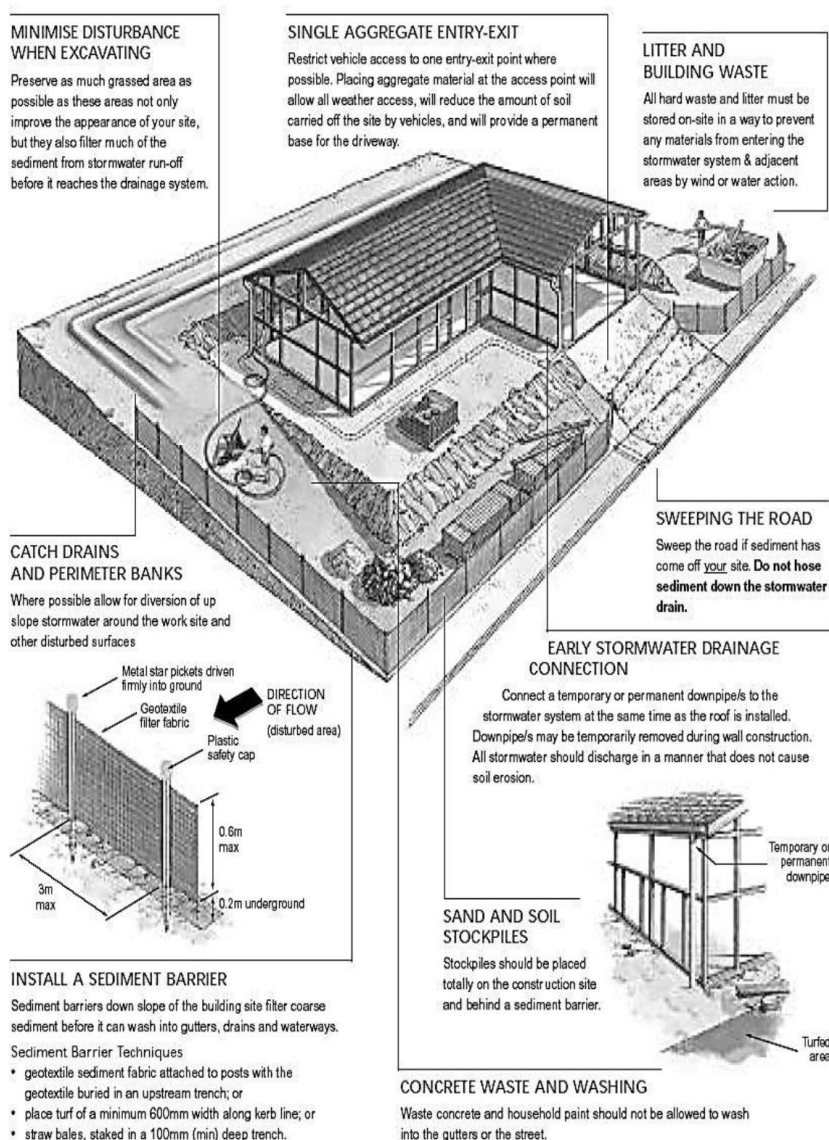 MINIMISE DISTURBANCE
WHEN EXCAVATING
Preserve as much grassed area as
possible as these areas not only
improve the appearance of your site,
but they also filter much of the
sediment from stormwater run-off
before it reaches the drainage system.
SINGLE AGGREGATE ENTRY-EXIT
Restrict vehicle access to one entry-exit point where
possible. Placing aggregate material at the access point will
allow all weather access, will reduce the amount of soil
carried off the site by vehicles, and will provide a permanent
base for the driveway.
LITTER AND
BUILDING WASTE
All hard waste and litter must be
stored on-site in a way to prevent
any materials from entering the
stormwater system & adjacent
areas by wind or water action.
CATCH DRAINS
AND PERIMETER BANKS
Where possible allow for diversion of up
slope stormwater around the work site and
other disturbed surfaces
SWEEPING THE ROAD
Sweep the road if sediment has
come off your site. Do not hose
sediment down the stormwater
drain.
EARLY STORMWATER DRAINAGE
CONNECTION
Connect a temporary or permanent downpipe/s to the
stormwater system at the same time as the roof is installed.
Downpipe/s may be temporarily removed during wall construction.
All stormwater should discharge in a manner that does not cause
soil erosion.
Metal star pickets driven
firmly into ground
Geotextile
filter fabric
Plastic
safety cap
DIRECTION
OF FLOW
(disturbed area)
0.6m
max
3m
max
0.2m underground
Temporary or
permanent
downpipe
Turfed
area
SAND AND SOIL
STOCKPILES
Stockpiles should be placed
totally on the construction site
and behind a sediment barrier.
INSTALL A SEDIMENT BARRIER
Sediment barriers down slope of the building site filter coarse
sediment before it can wash into gutters, drains and waterways.
Sediment Barrier Techniques
• geotextile sediment fabric attached to posts with the
geotextile buried in an upstream trench; or
• place turf of a minimum 600mm width along kerb line; or
• straw bales, staked in a 100mm (min) deep trench.
CONCRETE WASTE AND WASHING
Waste concrete and household paint should not be allowed to wash
into the gutters or the street.